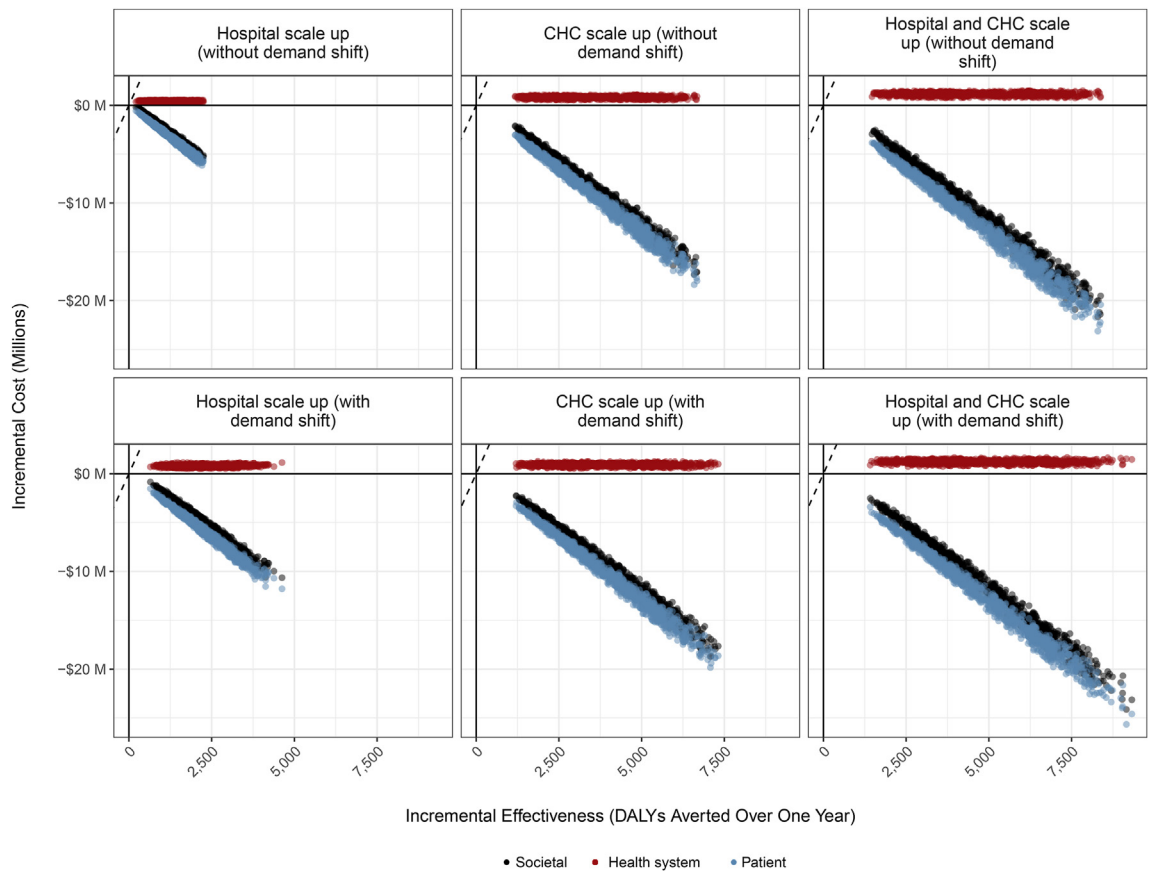 Hospital scale up
(without demand shift)
CHC scale up (without
demand shift)
Hospital and CHC scale
up (without demand
shift)
$0 M
−$10 M
−$20 M
Hospital scale up (with
demand shift)
CHC scale up (with
demand shift)
Hospital and CHC scale
up (with demand shift)
$0 M
−$10 M
−$20 M
Incremental Cost (Millions)
0
2,500
5,000
7,500
0
2,500
5,000
7,500
0
2,500
5,000
7,500
Incremental Effectiveness (DALYs Averted Over One Year)
Societal
Health system
Patient